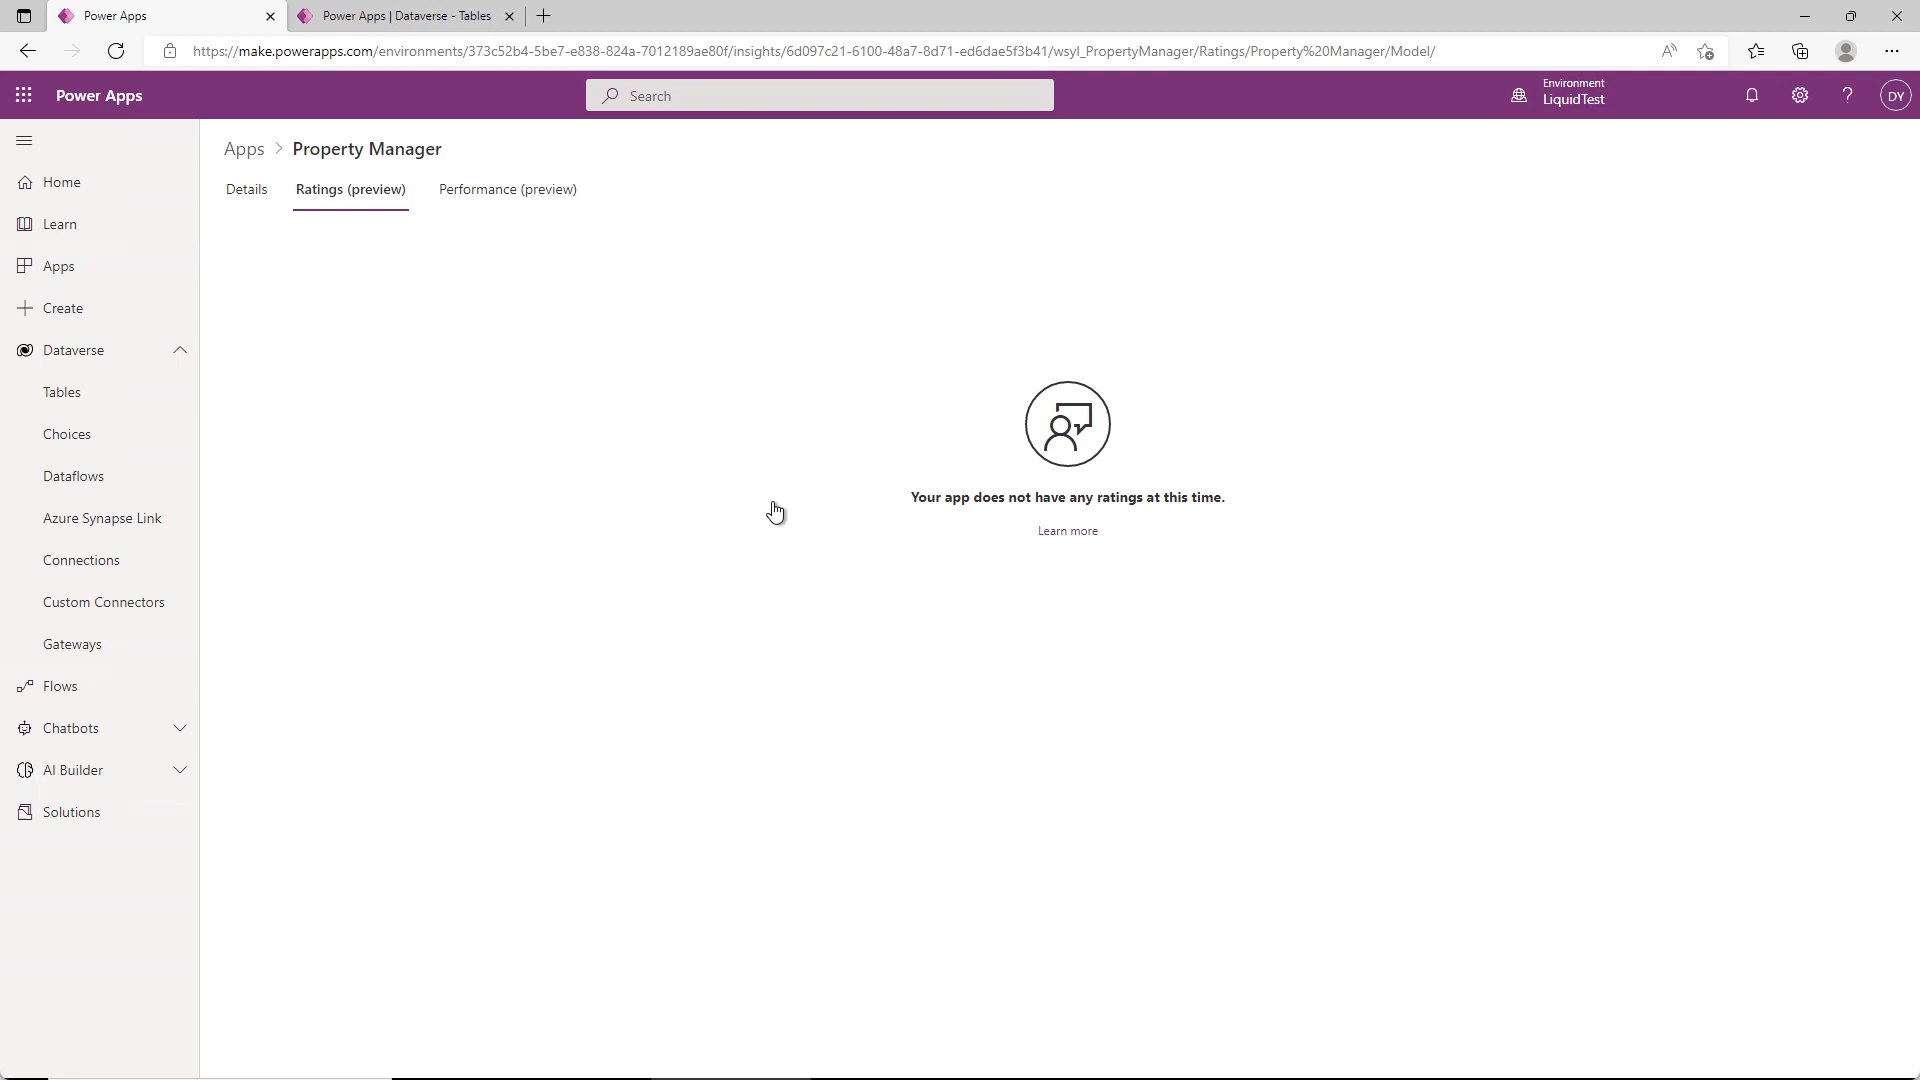 Power Apps
Power Apps | Dataverse - Tables
https://make.powerapps.com/environments/373c52b4-5be7-e838-824a-7012189ae80f/insights/6d097c21-6100-48a7-8d71-ed6dae5f3b41/wsyl_PropertyManager/Ratings/Property%20Manager/Model/
Power Apps
Search
Environment
LiquidTest
DY
Apps > Property Manager
Details
Ratings (preview)
Performance (preview)
Home
Learn
Apps
Create
Dataverse
Tables
Choices
Dataflows
Azure Synapse Link
Connections
Custom Connectors
Gateways
Flows
Chatbots
AI Builder
Solutions
Your app does not have any ratings at this time.
Learn more